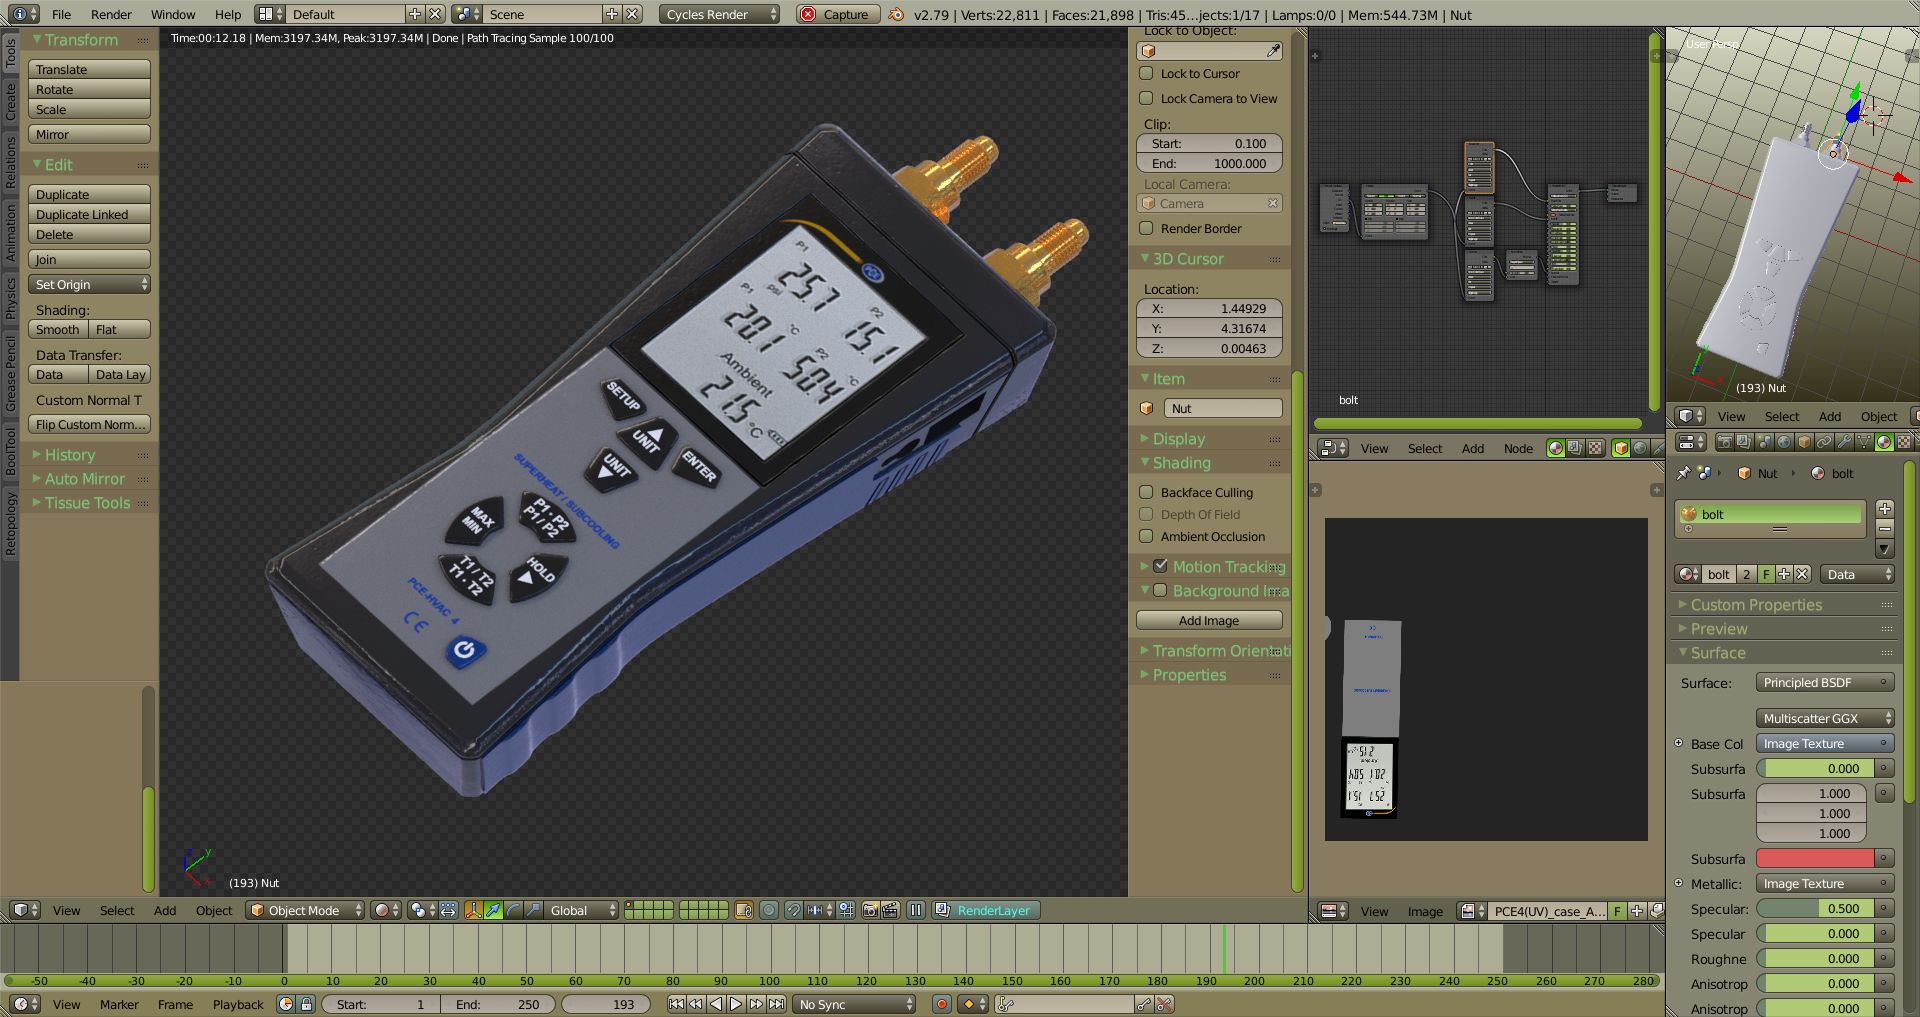 File Render Window Help Default Scene Cycles Render Capture v2.79 | Verts:22,811 | Faces:21,898 | Tris:45...jects:1/17 | Lamps:0/0 | Mem:544.73M | Nut
Time:00:12.18 | Mem:3197.34M, Peak:3197.34M | Done | Path Tracing Sample 100/100
Tools
Create
Relations
Animation
Physics
Grease Pencil
BoolTool
Retopology
Transform
Translate
Rotate
Scale
Mirror
Edit
Duplicate
Duplicate Linked
Delete
Join
Set Origin
Shading:
Smooth Flat
Data Transfer:
Data Data Lay
Custom Normal T
Flip Custom Norm...
History
Auto Mirror
Tissue Tools
PCE
P1
25.7
psi
P2
15.1
P1
20.1
°C
P2
50.4
°C
Ambient
21.5 °C
SETUP
UNIT
UNIT
ENTER
SUPERHEAT / SUBCOOLING
MAX
MIN
P1 - P2
P1 / P2
T1 / T2
T1 - T2
HOLD
PCE-HVAC 4
CE
(193) Nut
Lock to Object:
Lock to Cursor
Lock Camera to View
Clip:
Start: 0.100
End: 1000.000
Local Camera:
Camera
Render Border
3D Cursor
Location:
X: 1.44929
Y: 4.31674
Z: 0.00463
Item
Nut
Display
Shading
Backface Culling
Depth Of Field
Ambient Occlusion
Motion Tracking
Background Ima
Add Image
Transform Orientati
Properties
bolt
View Select Add Node
User Persp
(193) Nut
View Select Add Object
Nut bolt
bolt
bolt 2 F Data
Custom Properties
Preview
Surface
Surface: Principled BSDF
Multiscatter GGX
Base Col Image Texture
Subsurfa 0.000
Subsurfa 1.000
1.000
1.000
Subsurfa
Metallic: Image Texture
Specular: 0.500
Specular 0.000
Roughne 0.000
Anisotrop 0.000
Anisotrop 0.000
View Image PCE4(UV)_case_A... F
View Select Add Object Object Mode Global RenderLayer
-50 -40 -30 -20 -10 0 10 20 30 40 50 60 70 80 90 100 110 120 130 140 150 160 170 180 190 200 210 220 230 240 250 260 270 280
View Marker Frame Playback Start: 1 End: 250 193 No Sync